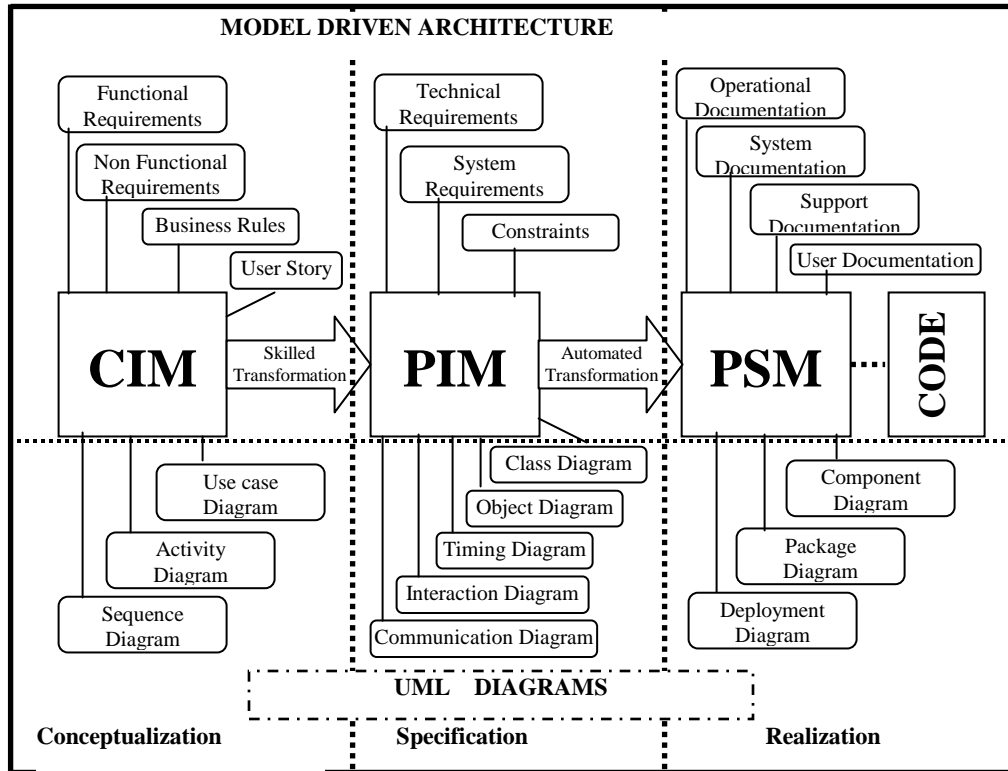 MODEL DRIVEN ARCHITECTURE
Functional
Requirements
Non Functional
Requirements
Business Rules
User Story
Technical
Requirements
System
Requirements
Constraints
Operational
Documentation
System
Documentation
Support
Documentation
User Documentation
CIM
Skilled
Transformation
PIM
Automated
Transformation
PSM
CODE
Use case
Diagram
Activity
Diagram
Sequence
Diagram
Class Diagram
Object Diagram
Timing Diagram
Interaction Diagram
Communication Diagram
Component
Diagram
Package
Diagram
Deployment
Diagram
UML DIAGRAMS
Conceptualization
Specification
Realization